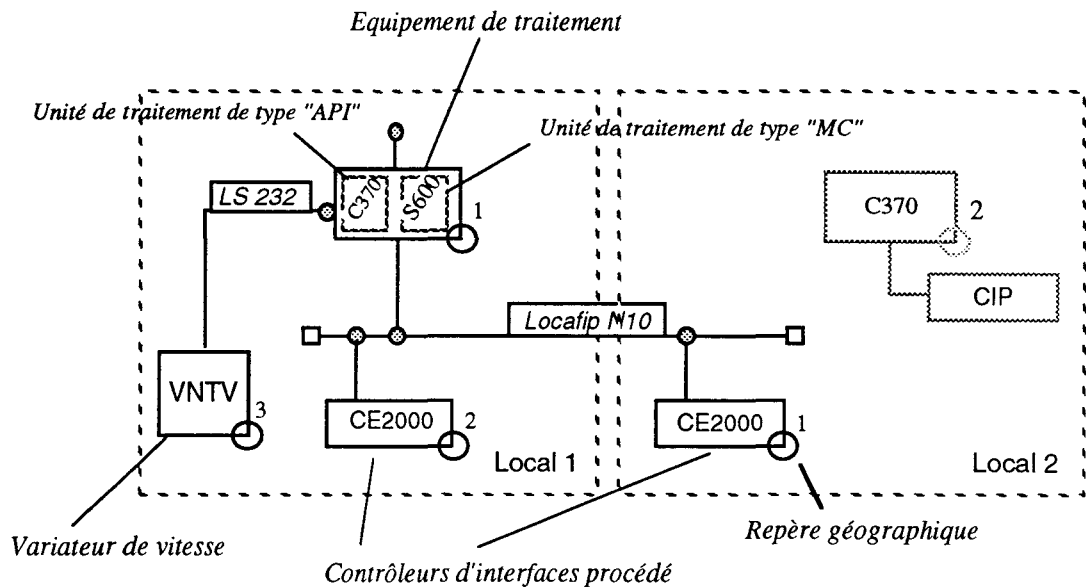 Equipement de traitement
Unité de traitement de type "API"
Unité de traitement de type "MC"
LS 232
C370
S600
1
C370
2
CIP
Locafip N10
VNTV
3
CE2000
2
CE2000
1
Local 1
Local 2
Variateur de vitesse
Repère géographique
Contrôleurs d'interfaces procédé